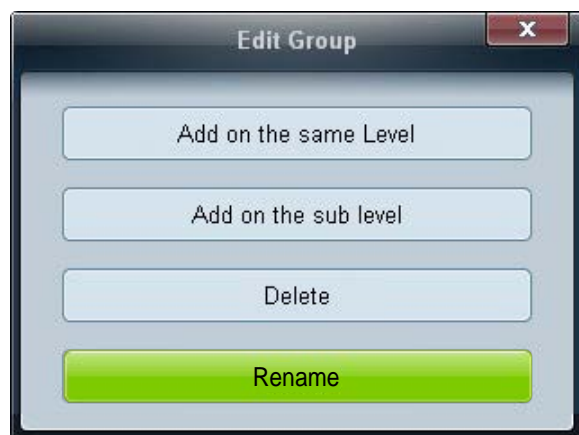 Edit Group
x
Add on the same Level
Add on the sub level
Delete
Rename